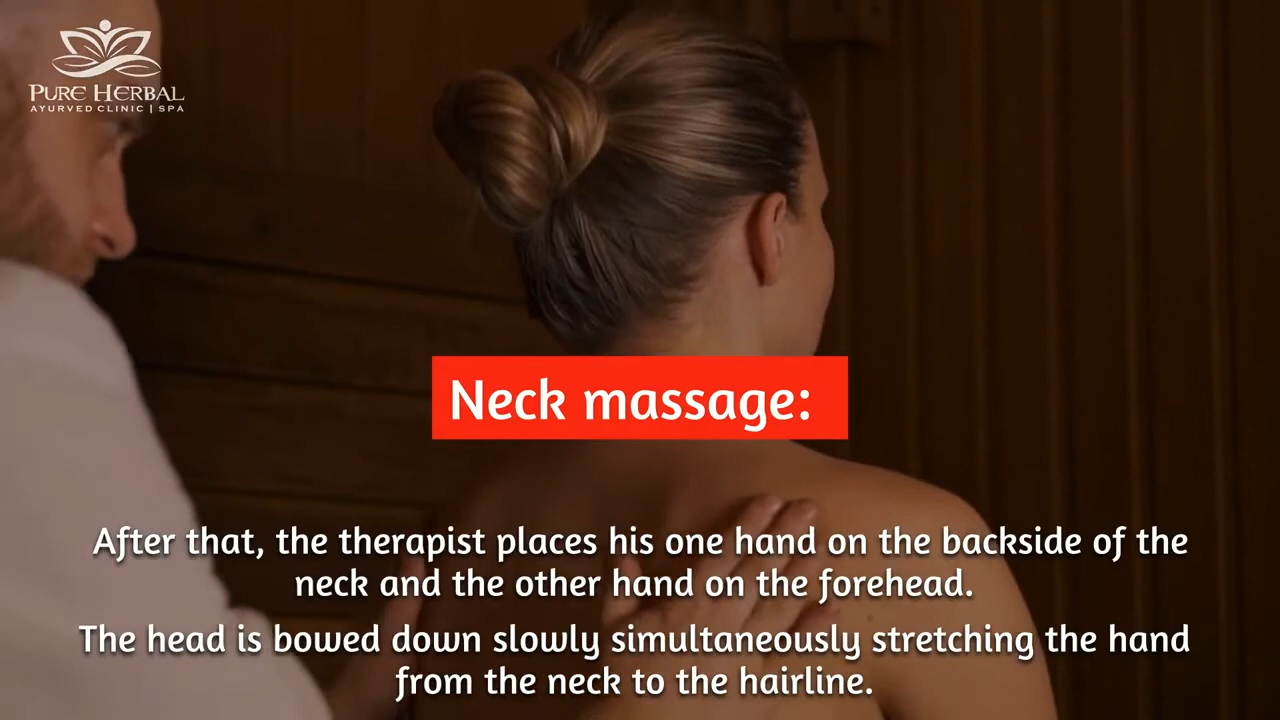 PURE HERBAL
AYURVED CLINIC | SPA
Neck massage:
After that, the therapist places his one hand on the backside of the
neck and the other hand on the forehead.
The head is bowed down slowly simultaneously stretching the hand
from the neck to the hairline.